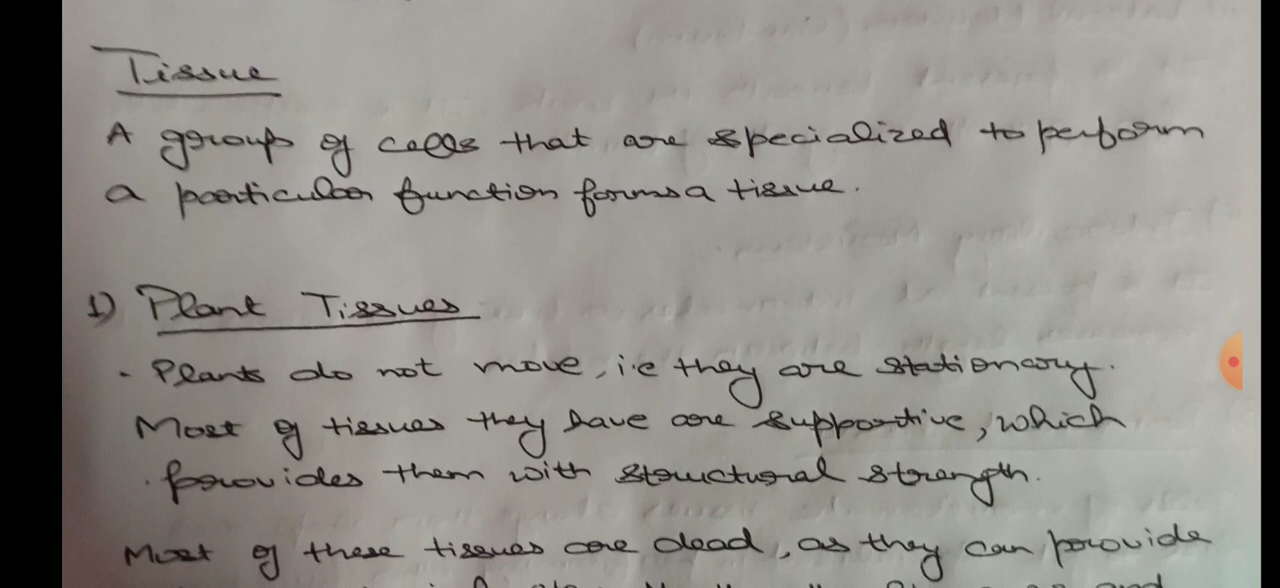 Tissue
A group of cells that are specialized to perform
a particular function forms a tissue.
1) Plant Tissues
- Plants do not move, i.e they are stationary.
Most of tissues they have are supportive, which
provides them with structural strength.
Most of these tissues are dead, as they can provide